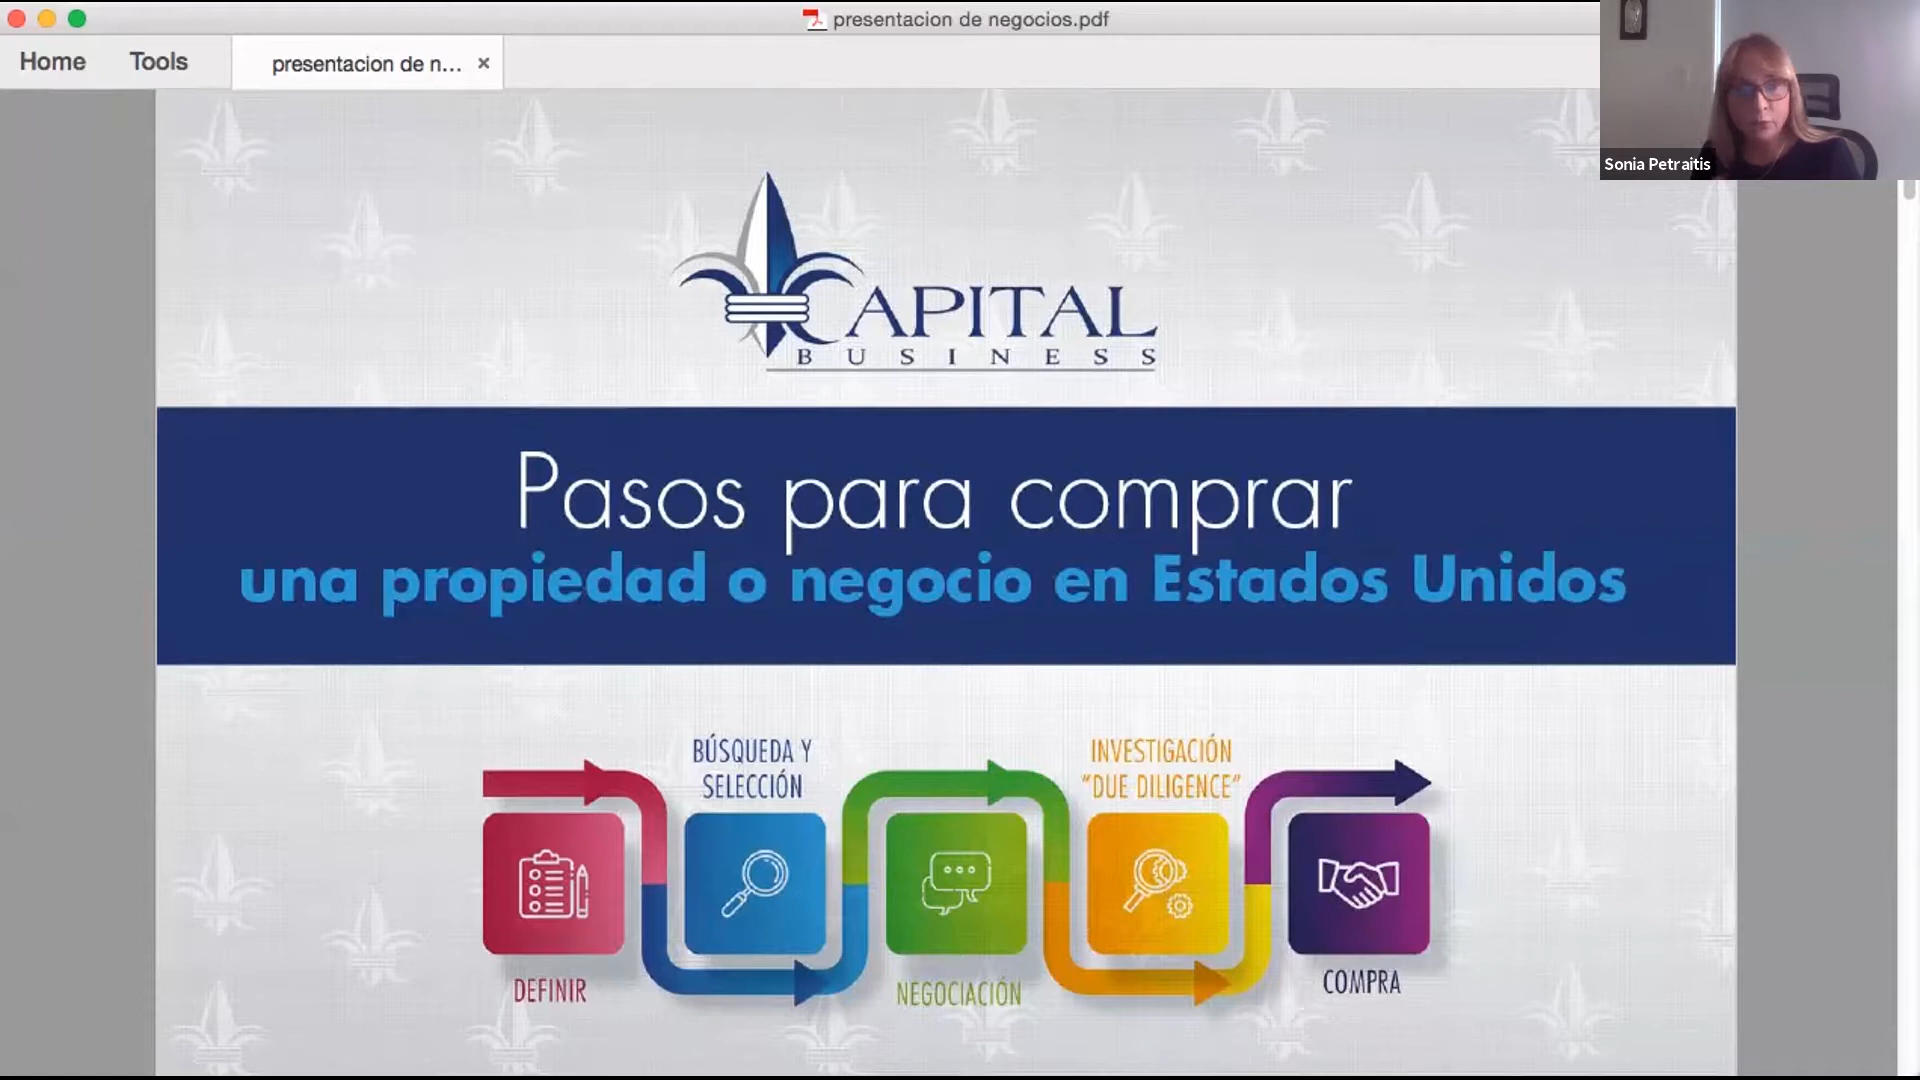 presentacion de negocios.pdf
Home
Tools
presentacion de n...
Sonia Petraitis
CAPITAL
BUSINESS
Pasos para comprar
una propiedad o negocio en Estados Unidos
BÚSQUEDA Y
SELECCIÓN
INVESTIGACIÓN
“DUE DILIGENCE”
DEFINIR
NEGOCIACIÓN
COMPRA